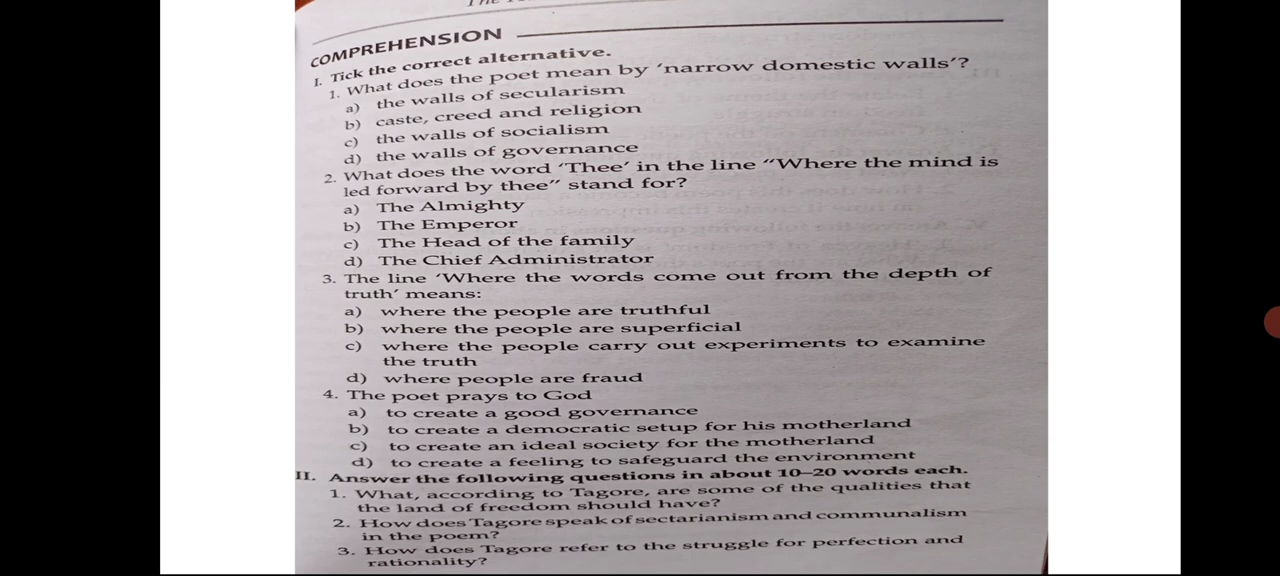 COMPREHENSION
I. Tick the correct alternative.
1. What does the poet mean by ‘narrow domestic walls’?
a) the walls of secularism
b) caste, creed and religion
c) the walls of socialism
d) the walls of governance
2. What does the word ‘Thee’ in the line “Where the mind is
led forward by thee” stand for?
a) The Almighty
b) The Emperor
c) The Head of the family
d) The Chief Administrator
3. The line ‘Where the words come out from the depth of
truth’ means:
a) where the people are truthful
b) where the people are superficial
c) where the people carry out experiments to examine
the truth
d) where people are fraud
4. The poet prays to God
a) to create a good governance
b) to create a democratic setup for his motherland
c) to create an ideal society for the motherland
d) to create a feeling to safeguard the environment
II. Answer the following questions in about 10–20 words each.
1. What, according to Tagore, are some of the qualities that
the land of freedom should have?
2. How does Tagore speak of sectarianism and communalism
in the poem?
3. How does Tagore refer to the struggle for perfection and
rationality?